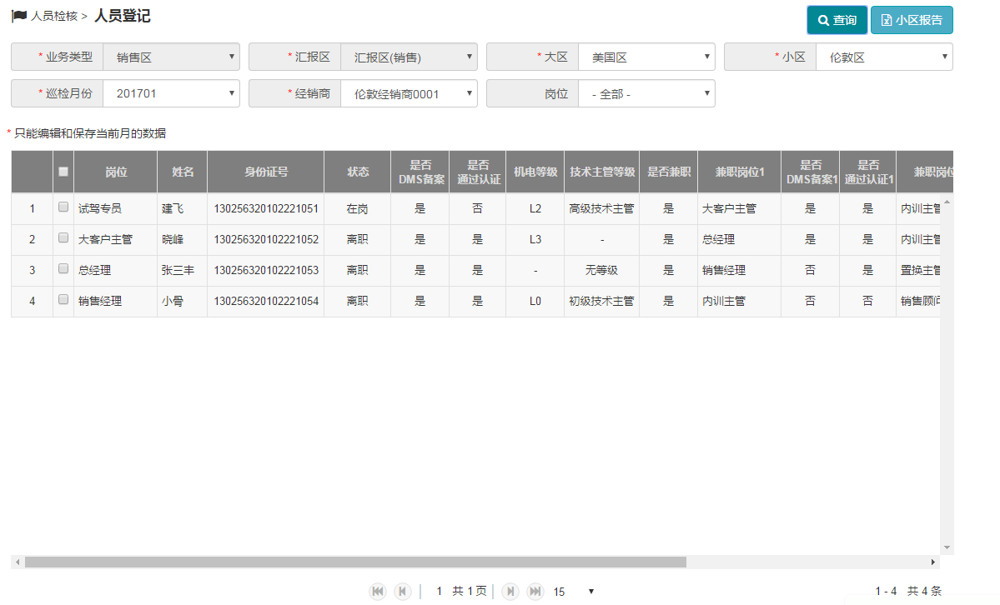 人员检核 > 人员登记
查询 小区报告
* 业务类型 销售区 * 汇报区 汇报区(销售) * 大区 美国区 * 小区 伦敦区
* 巡检月份 201701 * 经销商 伦敦经销商0001 岗位 - 全部 -
* 只能编辑和保存当前月的数据
岗位 姓名 身份证号 状态 是否 DMS备案 是否 通过认证 机电等级 技术主管等级 是否兼职 兼职岗位1 是否 DMS备案1 是否 通过认证1 兼职岗位
1 试驾专员 建飞 130256320102221051 在岗 是 否 L2 高级技术主管 是 大客户主管 是 是 内训主管
2 大客户主管 晓峰 130256320102221052 离职 是 是 L3 - 是 总经理 是 是 内训主管
3 总经理 张三丰 130256320102221053 离职 是 是 - 无等级 是 销售经理 否 是 置换主管
4 销售经理 小骨 130256320102221054 离职 是 是 L0 初级技术主管 是 内训主管 否 否 销售顾问
1 共 1 页 15 1 - 4 共 4 条